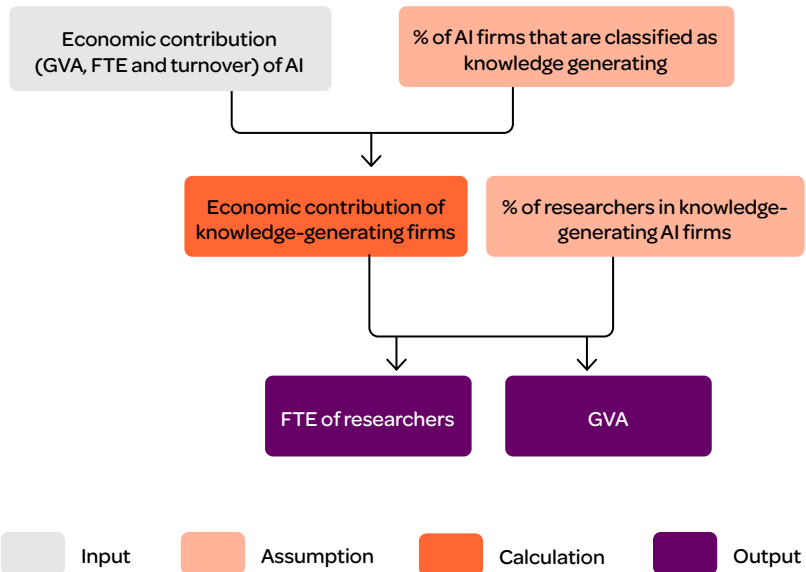 Economic contribution
(GVA, FTE and turnover) of AI
% of AI firms that are classified as
knowledge generating
Economic contribution of
knowledge-generating firms
% of researchers in knowledge-
generating AI firms
FTE of researchers
GVA
Input
Assumption
Calculation
Output